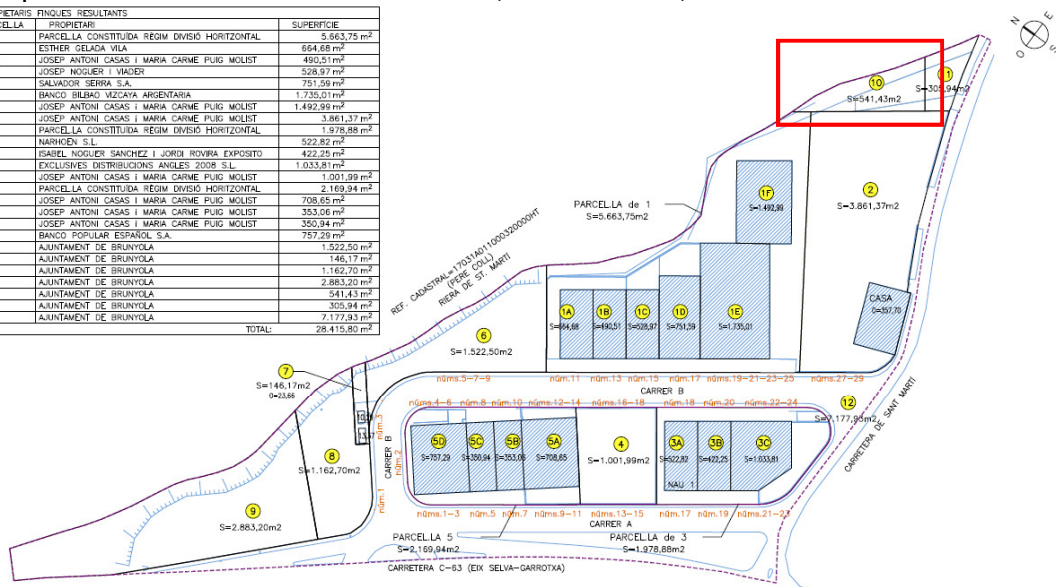 PIETARIS FINQUES RESULTANTS
CEL.LA PROPIETARI SUPERFÍCIE
PARCEL.LA CONSTITUÏDA RÈGIM DIVISIÓ HORITZONTAL 5.663,75 m²
ESTHER GELADA VILA 664,68 m²
JOSEP ANTONI CASAS i MARIA CARME PUIG MOLIST 490,51 m²
JOSEP NOGUER I VIADER 528,97 m²
SALVADOR SERRA S.A. 751,59 m²
BANCO BILBAO VIZCAYA ARGENTARIA 1.735,01 m²
JOSEP ANTONI CASAS i MARIA CARME PUIG MOLIST 1.492,99 m²
JOSEP ANTONI CASAS i MARIA CARME PUIG MOLIST 3.861,37 m²
PARCEL.LA CONSTITUÏDA RÈGIM DIVISIÓ HORITZONTAL 1.978,88 m²
NARHOEN S.L. 522,82 m²
ISABEL NOGUER SANCHEZ I JORDI ROVIRA EXPOSITO 422,25 m²
EXCLUSIVES DISTRIBUCIONS ANGLES 2008 S.L. 1.033,81 m²
JOSEP ANTONI CASAS i MARIA CARME PUIG MOLIST 1.001,99 m²
PARCEL.LA CONSTITUÏDA RÈGIM DIVISIÓ HORITZONTAL 2.169,94 m²
JOSEP ANTONI CASAS i MARIA CARME PUIG MOLIST 708,65 m²
JOSEP ANTONI CASAS i MARIA CARME PUIG MOLIST 353,06 m²
JOSEP ANTONI CASAS i MARIA CARME PUIG MOLIST 350,94 m²
BANCO POPULAR ESPAÑOL S.A. 757,29 m²
AJUNTAMENT DE BRUNYOLA 1.522,50 m²
AJUNTAMENT DE BRUNYOLA 146,17 m²
AJUNTAMENT DE BRUNYOLA 1.162,70 m²
AJUNTAMENT DE BRUNYOLA 2.883,20 m²
AJUNTAMENT DE BRUNYOLA 541,43 m²
AJUNTAMENT DE BRUNYOLA 305,94 m²
AJUNTAMENT DE BRUNYOLA 7.177,93 m²
TOTAL: 28.415,80 m²
N E
O S
10
S=541,43m2
11
S=305,94m2
PARCEL.LA de 1
S=5.663,75m2
1F
S=1.492,99
2
S=3.861,37m2
REF. CADASTRAL=17031A011000320000HT
(PERE COLL)
RIERA DE ST. MARTI
CASA
O=357,70
1A
S=664,68
1B
S=490,51
1C
S=528,97
1D
S=751,59
1E
S=1.735,01
6
S=1.522,50m2
7
S=146,17m2
O=23,66
núms.5-7-9 núm.11 núm.13 núm.15 núm.17 núms.19-21-23-25 núms.27-29
CARRER B
núms.4-6 núm.8 núm.10 núms.12-14 núms.16-18 núm.18 núm.20 núms.22-24
12
S=7.177,93m2
CARRETERA DE SANT MARTI
núm.3
CARRER B
núm.2
núm.1
5D
S=757,29
5C
S=350,94
5B
S=353,06
5A
S=708,65
4
S=1.001,99m2
3A
S=522,82
NAU 1
3B
S=422,25
3C
S=1.033,81
8
S=1.162,70m2
9
S=2.883,20m2
núms.1-3 núm.5 núm.7 núms.9-11 núms.13-15 núm.17 núm.19 núms.21-23
CARRER A
PARCEL.LA 5
S=2.169,94m2
PARCEL.LA de 3
S=1.978,88m2
CARRETERA C-63 (EIX SELVA-GARROTXA)